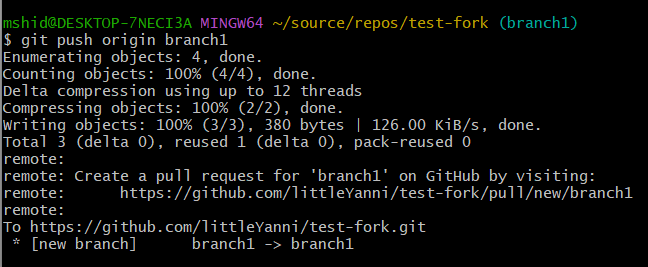 mshid@DESKTOP-7NECI3A MINGW64 ~/source/repos/test-fork (branch1)
$ git push origin branch1
Enumerating objects: 4, done.
Counting objects: 100% (4/4), done.
Delta compression using up to 12 threads
Compressing objects: 100% (2/2), done.
Writing objects: 100% (3/3), 380 bytes | 126.00 KiB/s, done.
Total 3 (delta 0), reused 1 (delta 0), pack-reused 0
remote:
remote: Create a pull request for 'branch1' on GitHub by visiting:
remote:      https://github.com/littleYanni/test-fork/pull/new/branch1
remote:
To https://github.com/littleYanni/test-fork.git
 * [new branch]      branch1 -> branch1